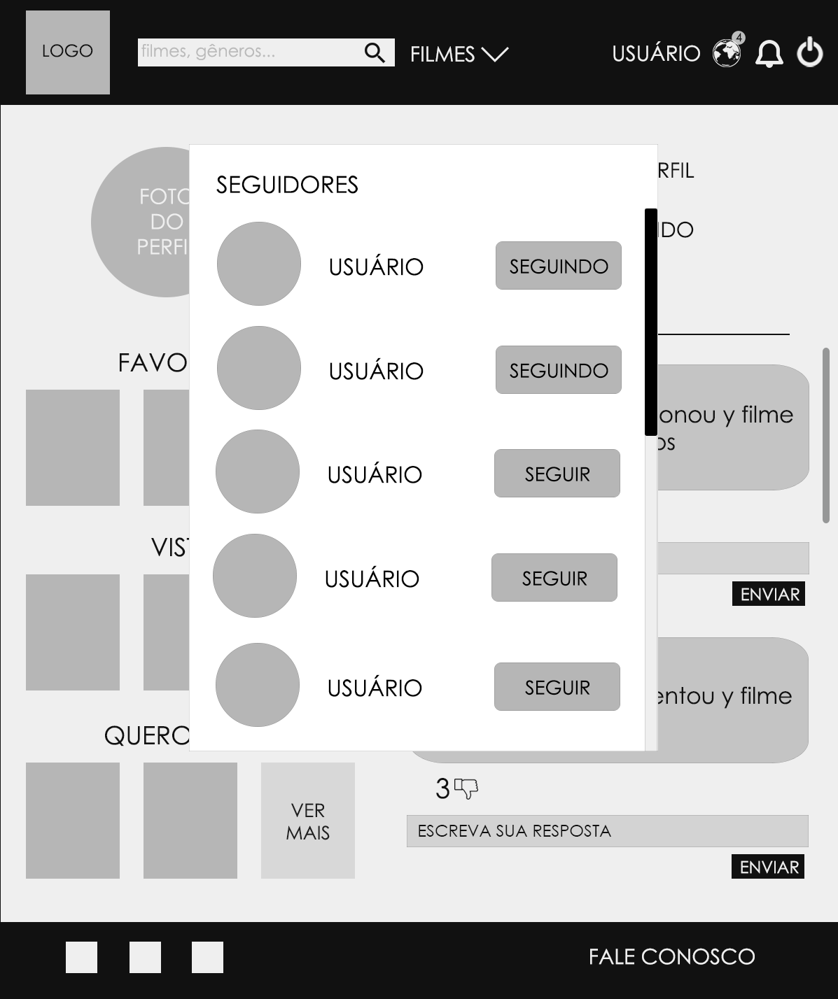 LOGO
filmes, gêneros...
FILMES
USUÁRIO
4
SEGUIDORES
USUÁRIO
SEGUINDO
USUÁRIO
SEGUINDO
USUÁRIO
SEGUIR
USUÁRIO
SEGUIR
USUÁRIO
SEGUIR
FOTO
DO
PERFI
FAVO
VIST
QUERO
VER
MAIS
RFIL
NDO
onou y filme
os
ENVIAR
entou y filme
3
ESCREVA SUA RESPOSTA
ENVIAR
FALE CONOSCO